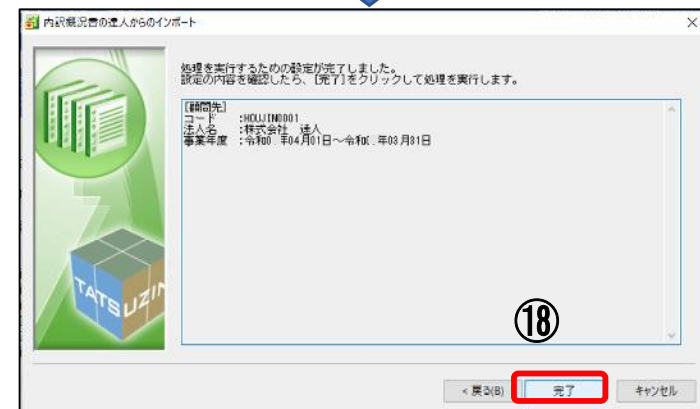 内訳概況書の達人からのインポート
処理を実行するための設定が完了しました。
設定の内容を確認したら、[完了]をクリックして処理を実行します。
[顧問先]
コード :HOUJIN0001
法人名 :株式会社 達人
事業年度 :令和0 年04月01日～令和 年03月31日
TATSUZIN
⑱
< 戻る(B)
完了
キャンセル